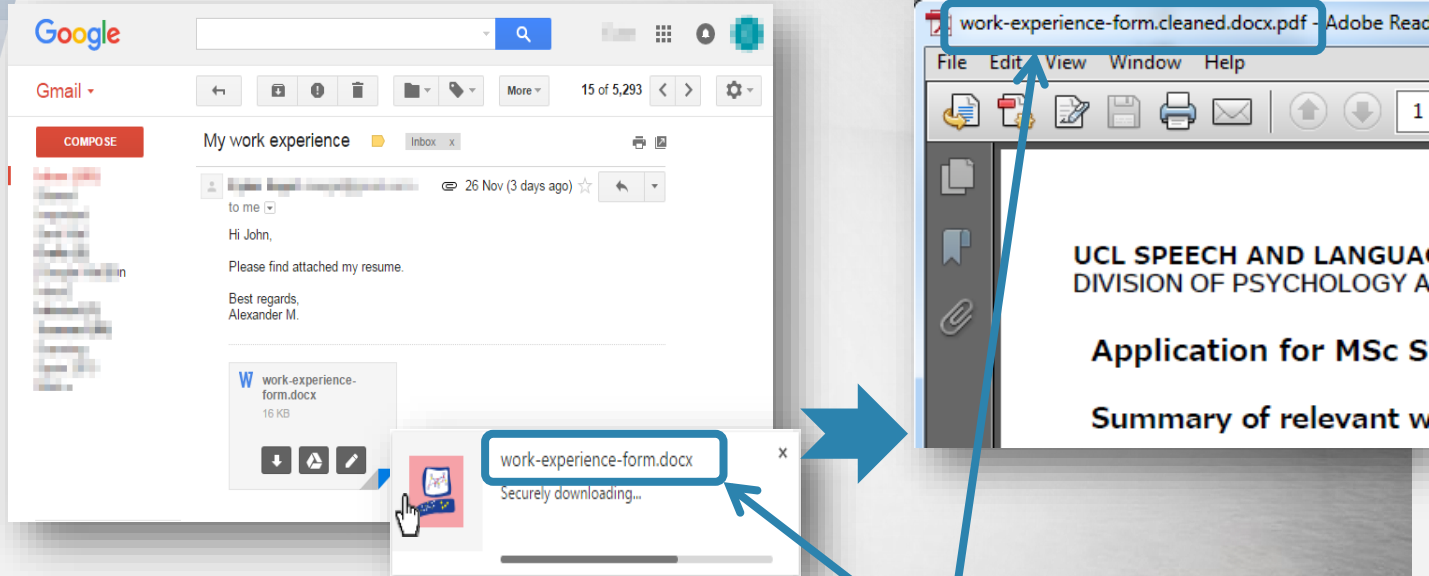 Google
Gmail
More
15 of 5,293
COMPOSE
My work experience
Inbox x
26 Nov (3 days ago)
to me
Hi John,
Please find attached my resume.
Best regards,
Alexander M.
W work-experience-
form.docx
16 KB
work-experience-form.docx
x
Securely downloading...
work-experience-form.cleaned.docx.pdf - Adobe Read
File Edit View Window Help
1
UCL SPEECH AND LANGUAG
DIVISION OF PSYCHOLOGY A
Application for MSc S
Summary of relevant w